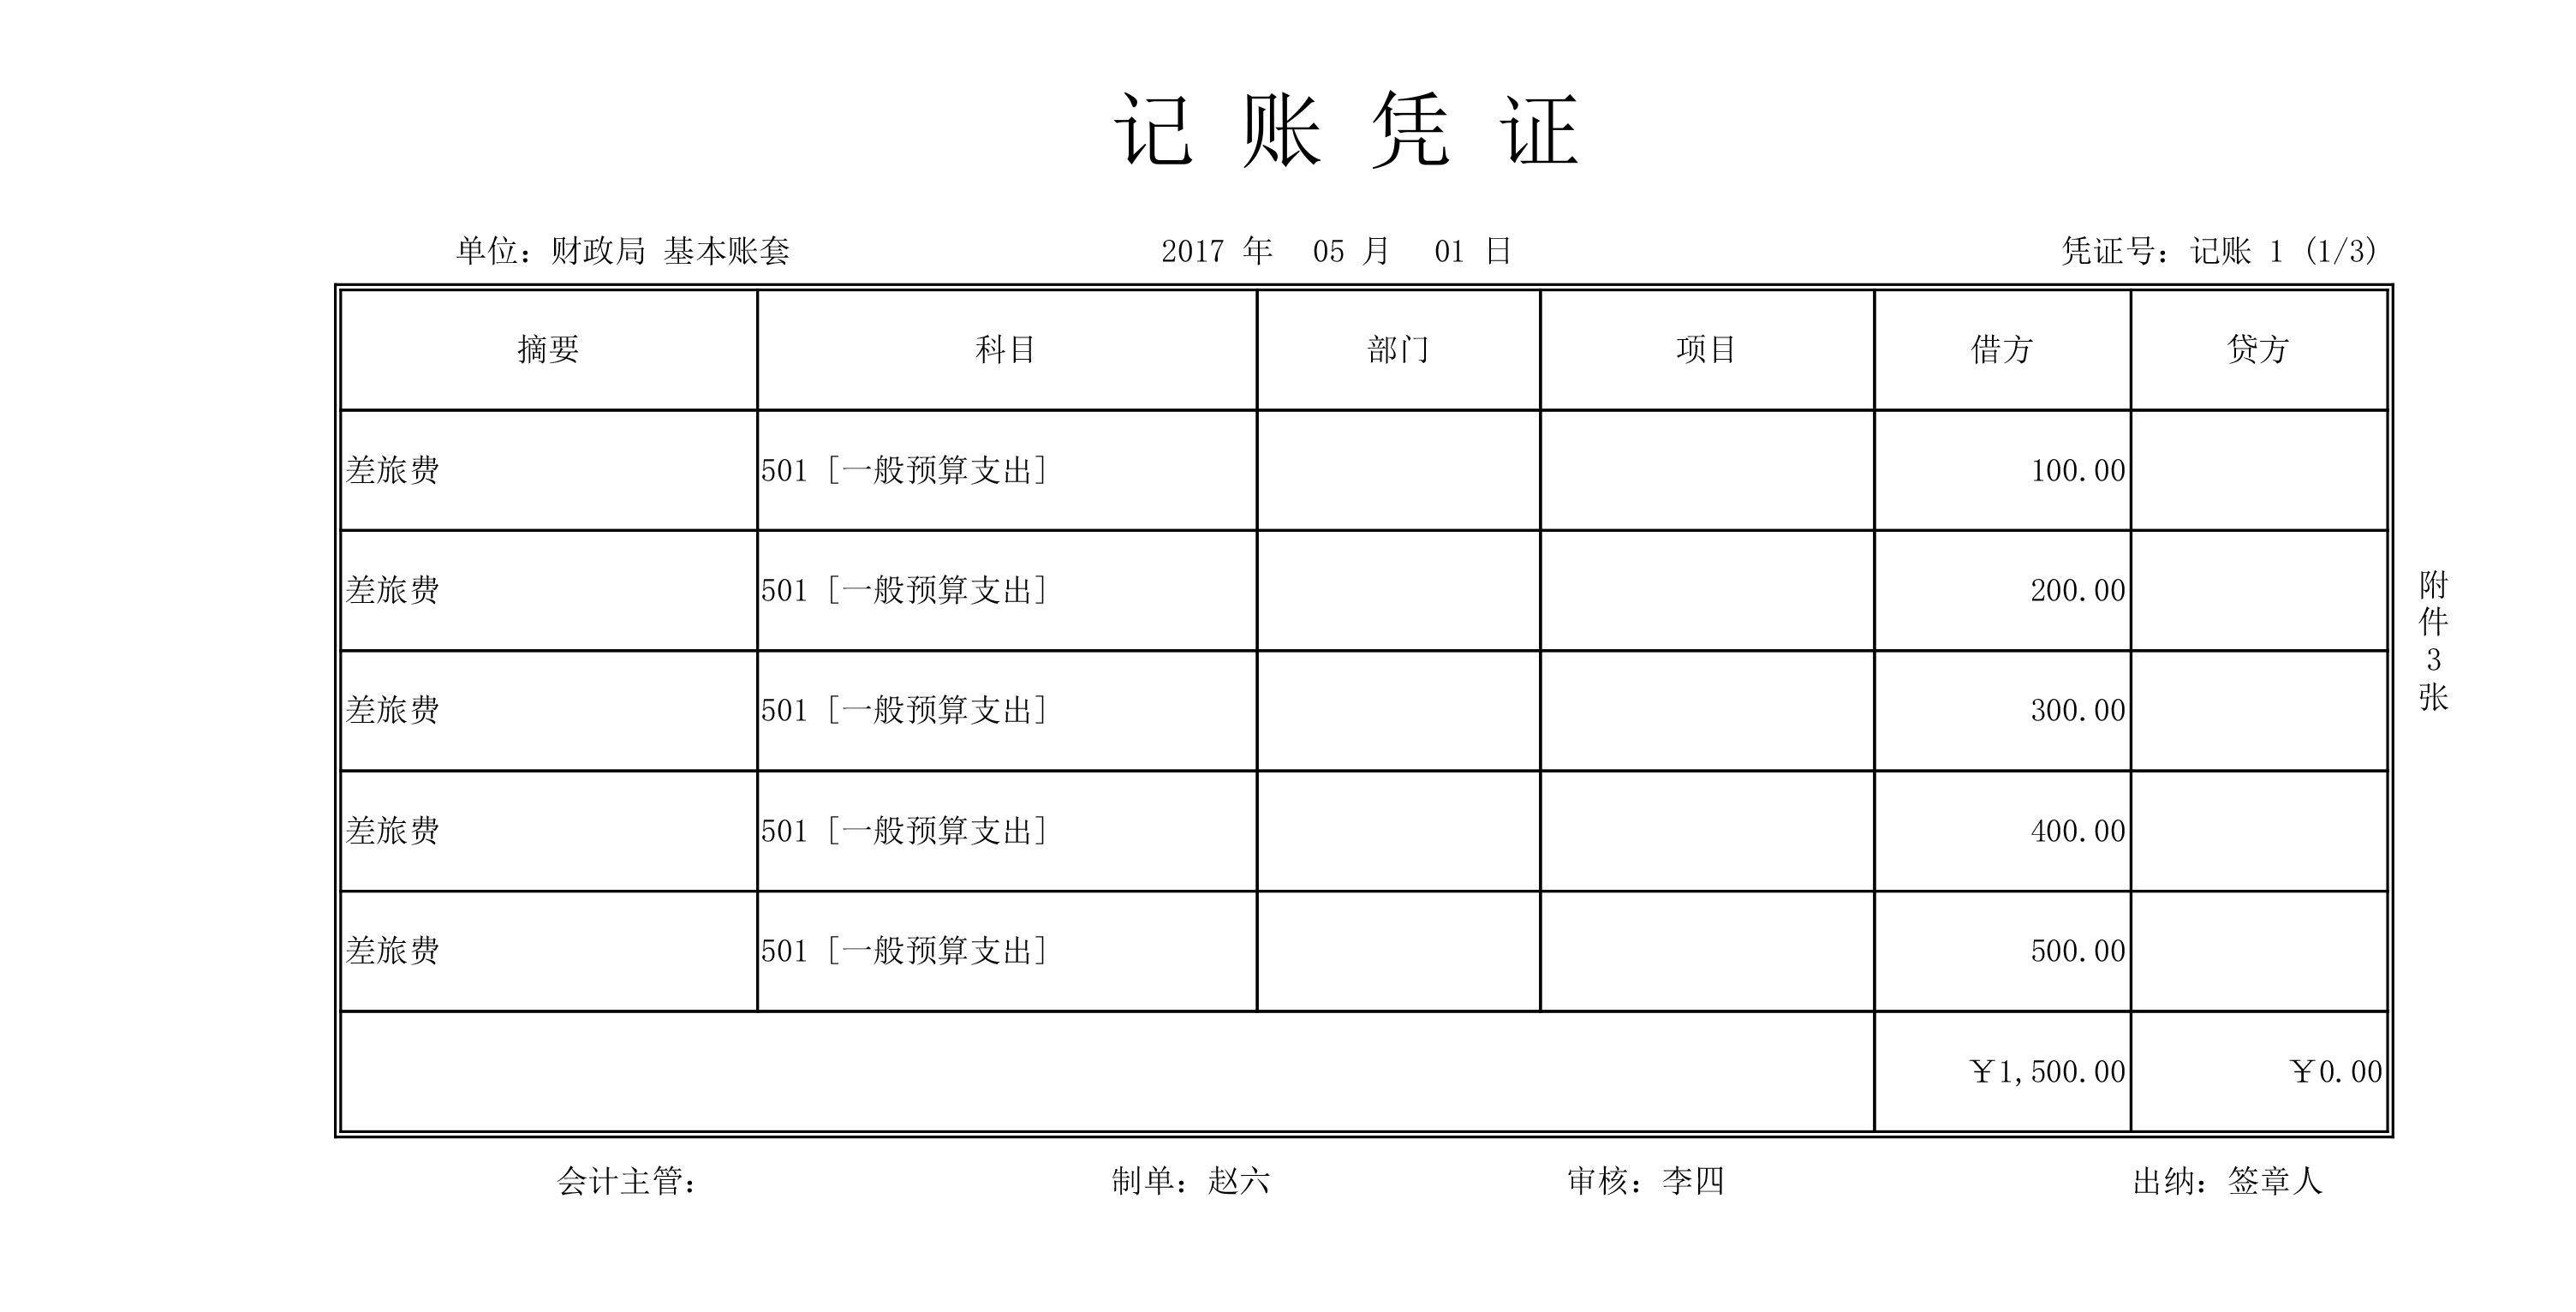 记 账 凭 证
单位：财政局 基本账套 2017 年 05 月 01 日 凭证号：记账 1 (1/3)
摘要 科目 部门 项目 借方 贷方
差旅费 501 [一般预算支出] 100.00
差旅费 501 [一般预算支出] 200.00
差旅费 501 [一般预算支出] 300.00
差旅费 501 [一般预算支出] 400.00
差旅费 501 [一般预算支出] 500.00
￥1,500.00 ￥0.00
附件3张
会计主管： 制单：赵六 审核：李四 出纳：签章人